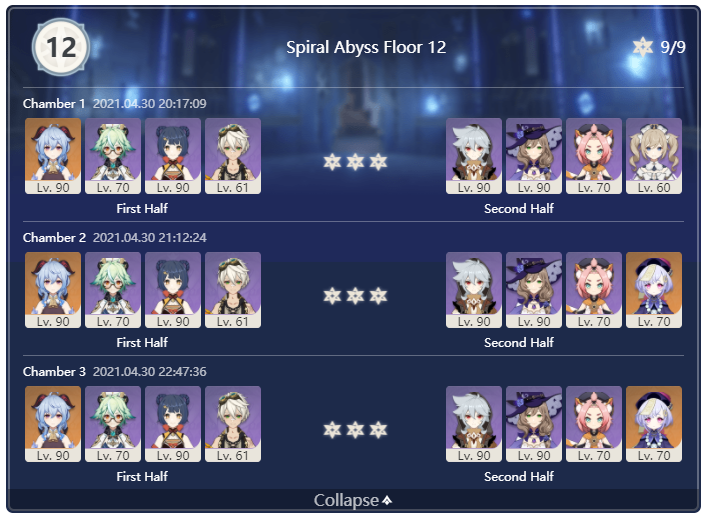 12
Spiral Abyss Floor 12
9/9
Chamber 1 2021.04.30 20:17:09
Lv. 90 Lv. 70 Lv. 90 Lv. 61 Lv. 90 Lv. 90 Lv. 70 Lv. 60
First Half Second Half
Chamber 2 2021.04.30 21:12:24
Lv. 90 Lv. 70 Lv. 90 Lv. 61 Lv. 90 Lv. 90 Lv. 70 Lv. 70
First Half Second Half
Chamber 3 2021.04.30 22:47:36
Lv. 90 Lv. 70 Lv. 90 Lv. 61 Lv. 90 Lv. 90 Lv. 70 Lv. 70
First Half Second Half
Collapse